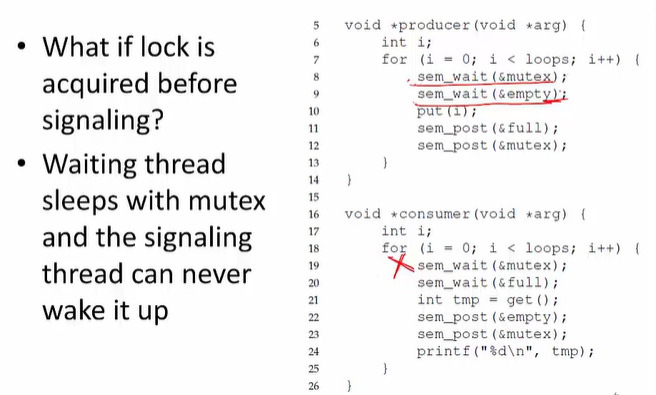 • What if lock is
acquired before
signaling?
• Waiting thread
sleeps with mutex
and the signaling
thread can never
wake it up
5 void *producer(void *arg) {
6 int i;
7 for (i = 0; i < loops; i++) {
8 sem_wait(&mutex);
9 sem_wait(&empty);
10 put(i);
11 sem_post(&full);
12 sem_post(&mutex);
13 }
14 }
15
16 void *consumer(void *arg) {
17 int i;
18 for (i = 0; i < loops; i++) {
19 sem_wait(&mutex);
20 sem_wait(&full);
21 int tmp = get();
22 sem_post(&empty);
23 sem_post(&mutex);
24 printf("%d\n", tmp);
25 }
26 }